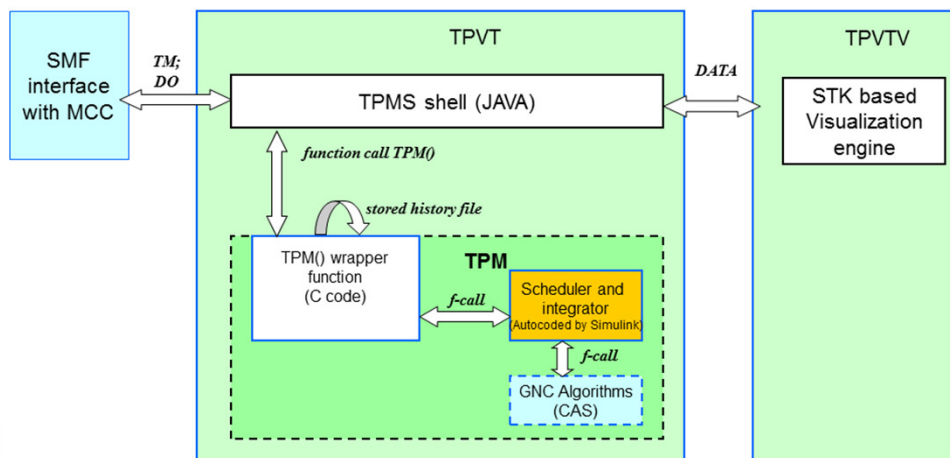 TPVT
TPVTV
SMF
interface
with MCC
TM;
DO
TPMS shell (JAVA)
DATA
STK based
Visualization
engine
function call TPM()
stored history file
TPM() wrapper
function
(C code)
TPM
f-call
Scheduler and
integrator
(Autocoded by Simulink)
f-call
GNC Algorithms
(CAS)